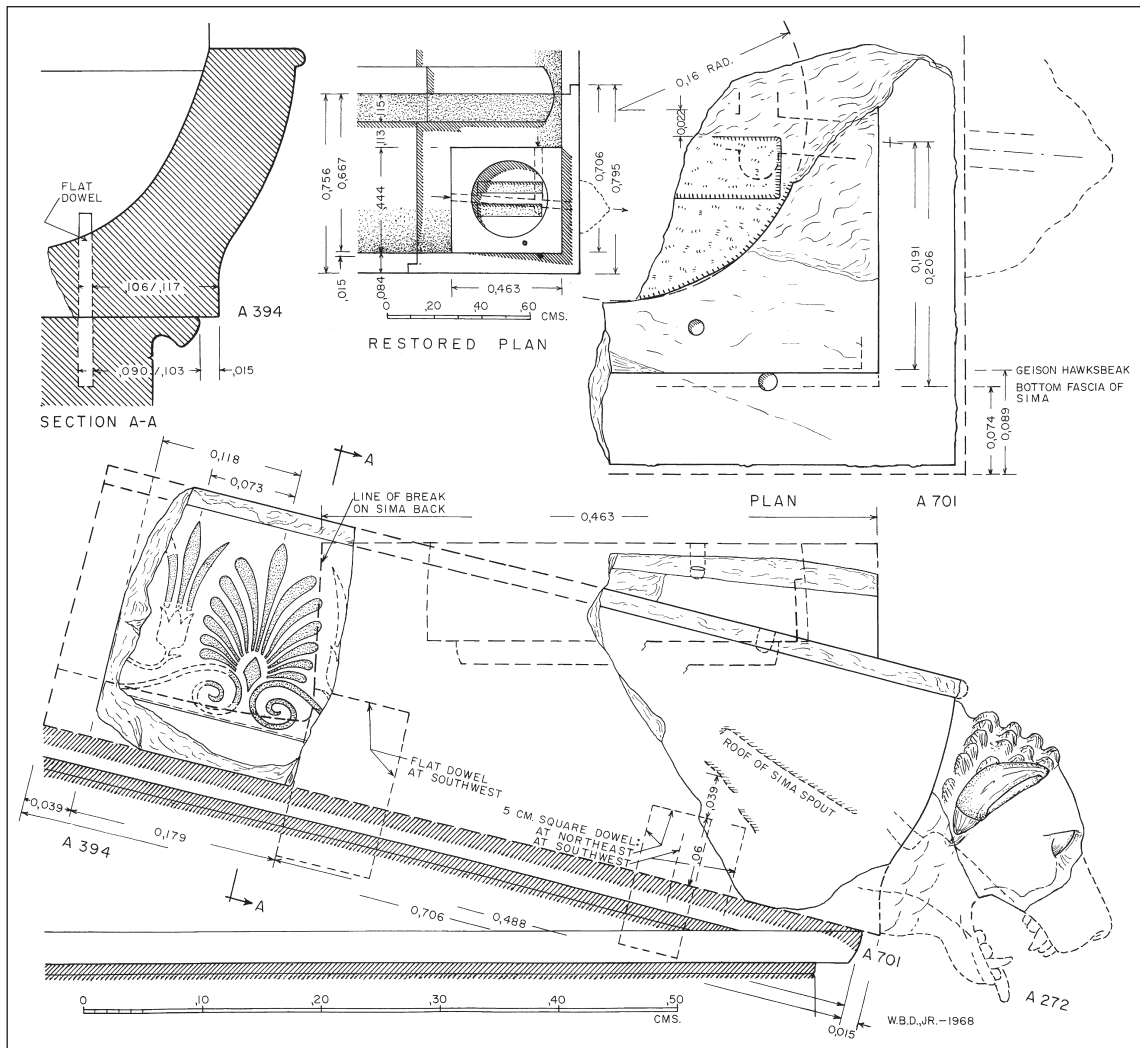 FLAT
DOWEL
,106/,117
A 394
,090 / ,103
,015
SECTION A-A
0,756
0,667
,115
,113
,444
,015
,084
0,706
0,795
0,463
0 ,20 ,40 ,60
CMS.
RESTORED PLAN
0,16 RAD.
0,022
0,191
0,206
GEISON HAWKSBEAK
BOTTOM FASCIA OF
SIMA
0,074
0,089
PLAN
A 701
0,118
0,073
A
LINE OF BREAK
ON SIMA BACK
0,463
FLAT DOWEL
AT SOUTHWEST
5 CM. SQUARE DOWEL:
AT NORTHEAST
AT SOUTHWEST
,039
,06
ROOF OF SIMA SPOUT
0,039
0,179
A 394
A
0,706
0,488
A 701
A 272
0,015
0 ,10 ,20 ,30 ,40 ,50
CMS.
W.B.D.,JR.–1968